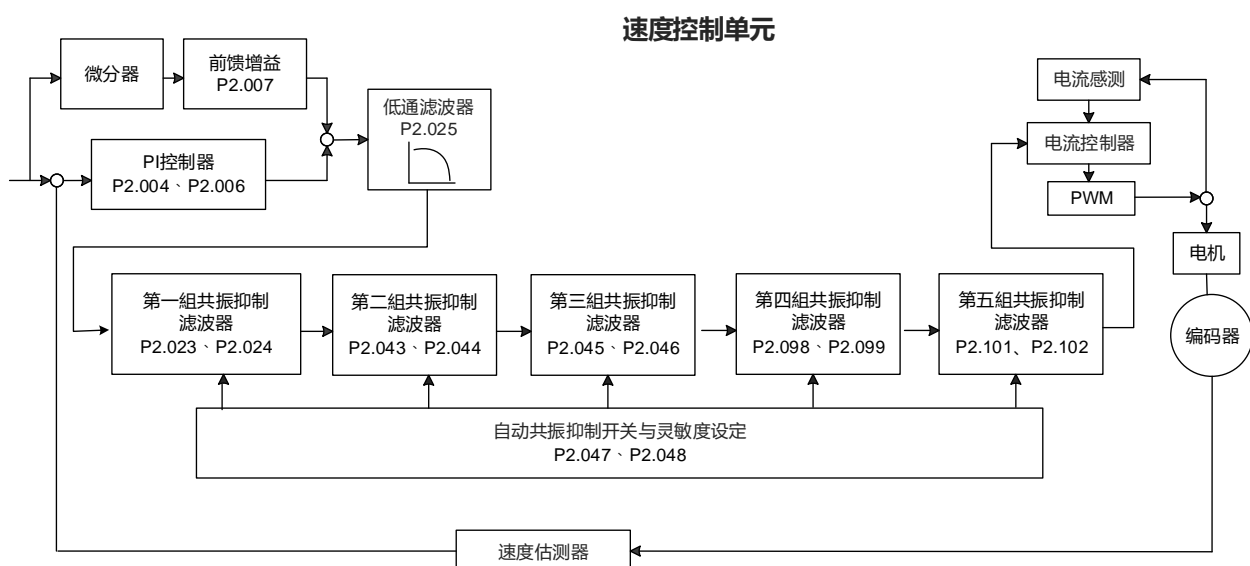 速度控制单元
微分器
前馈增益
P2.007
PI控制器
P2.004、P2.006
低通滤波器
P2.025
电流感测
电流控制器
PWM
电机
编码器
第一組共振抑制
滤波器
P2.023、P2.024
第二組共振抑制
滤波器
P2.043、P2.044
第三組共振抑制
滤波器
P2.045、P2.046
第四組共振抑制
滤波器
P2.098、P2.099
第五組共振抑制
滤波器
P2.101、P2.102
自动共振抑制开关与灵敏度设定
P2.047、P2.048
速度估测器